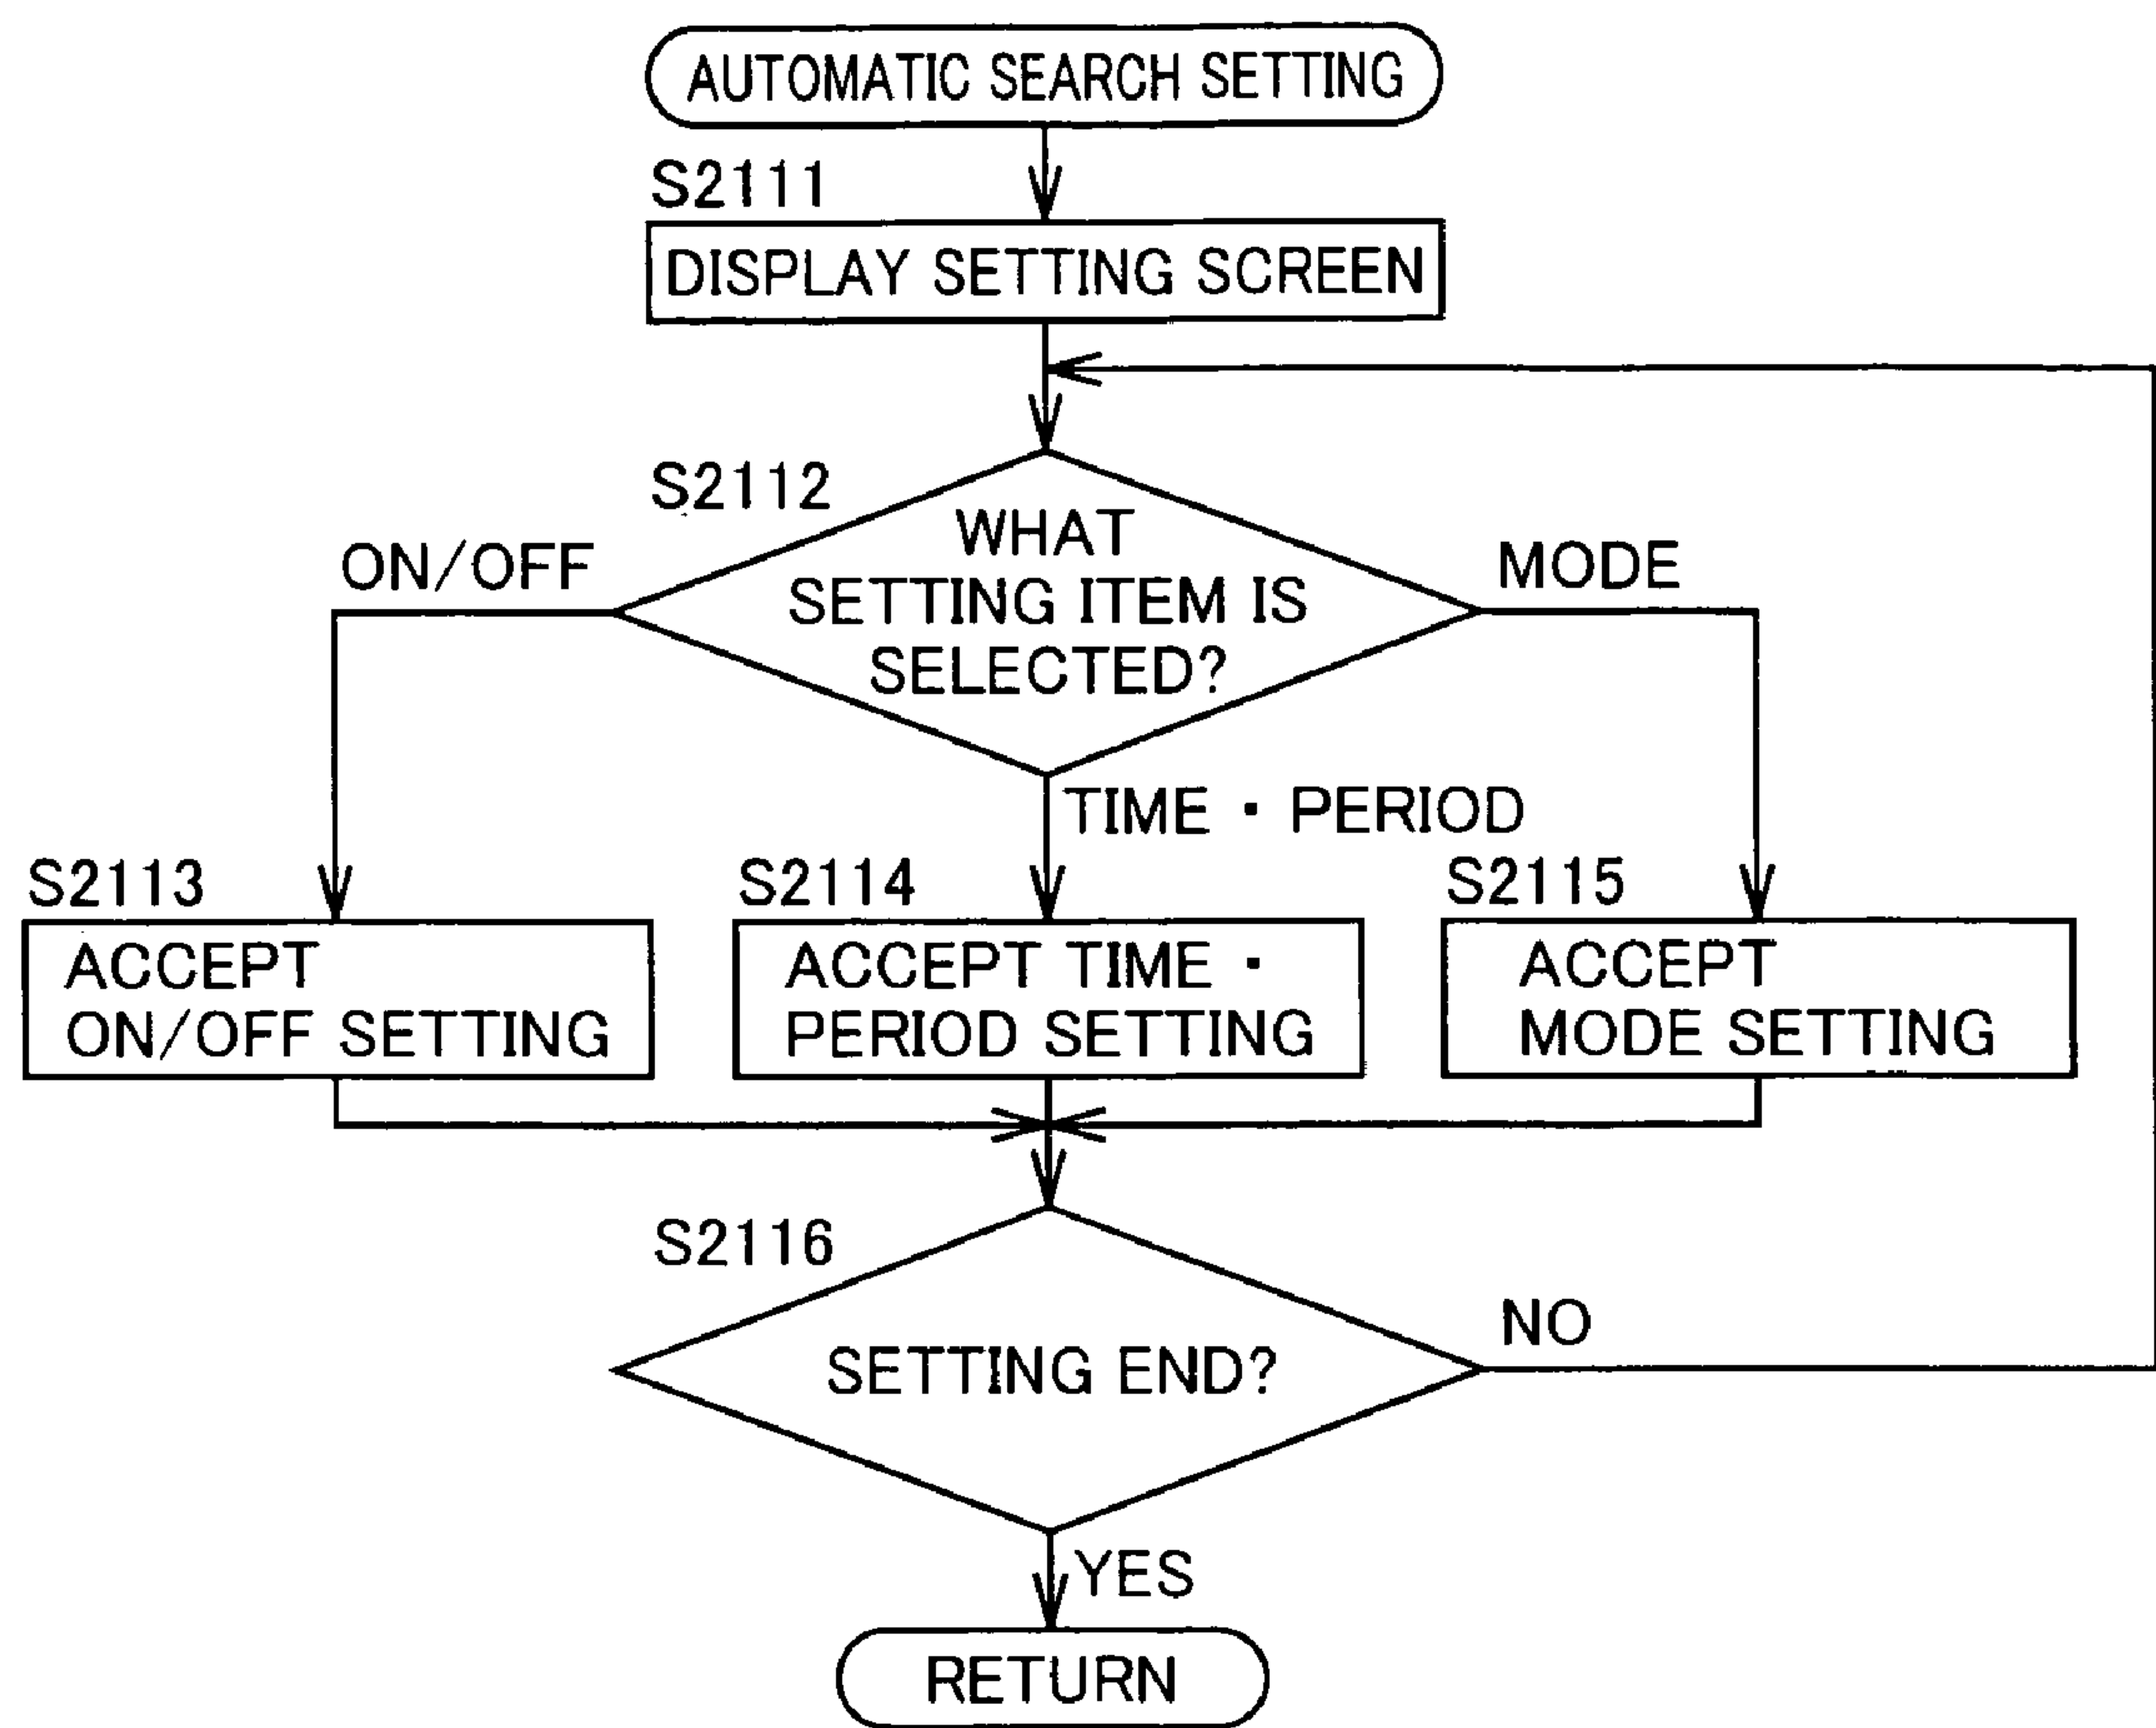 AUTOMATIC SEARCH SETTING
S2111
DISPLAY SETTING SCREEN
S2112
WHAT
SETTING ITEM IS
SELECTED?
ON/OFF
MODE
TIME・PERIOD
S2113
ACCEPT
ON/OFF SETTING
S2114
ACCEPT TIME・
PERIOD SETTING
S2115
ACCEPT
MODE SETTING
S2116
SETTING END?
NO
YES
RETURN